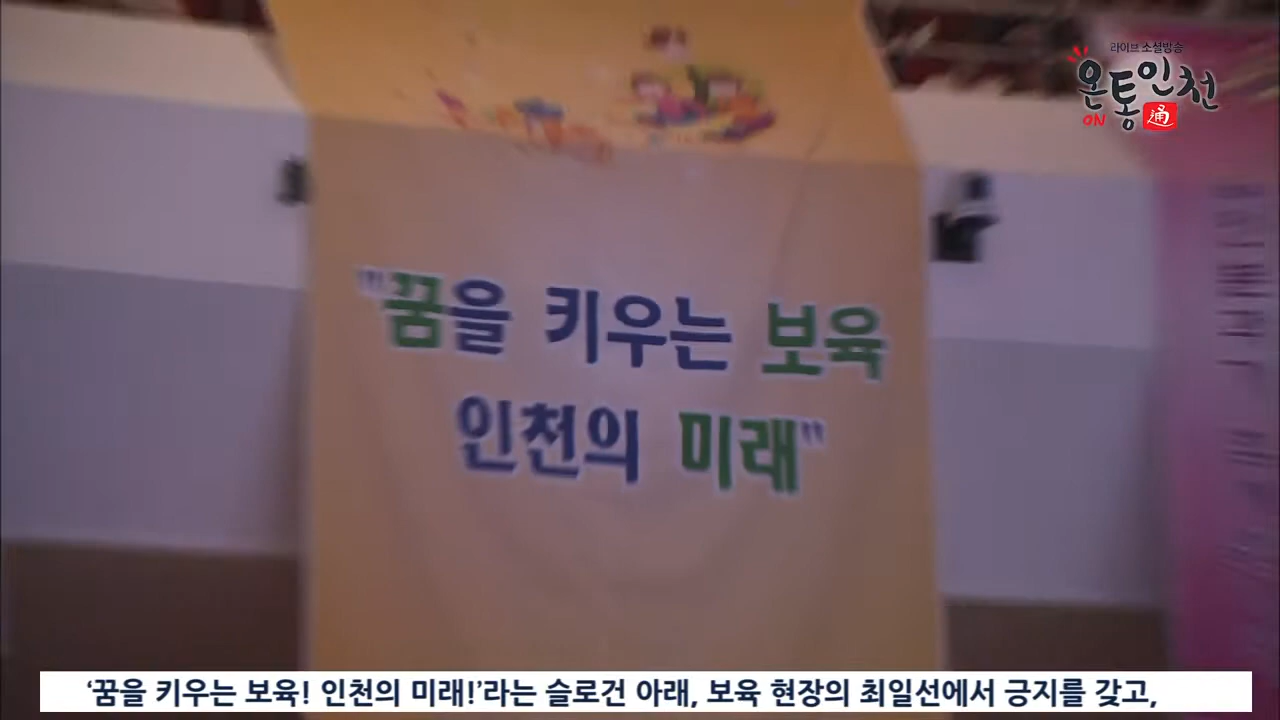 라이브 소셜방송
온통인천
ON
通
"꿈을 키우는 보육
인천의 미래"
‘꿈을 키우는 보육! 인천의 미래!’라는 슬로건 아래, 보육 현장의 최일선에서 긍지를 갖고,